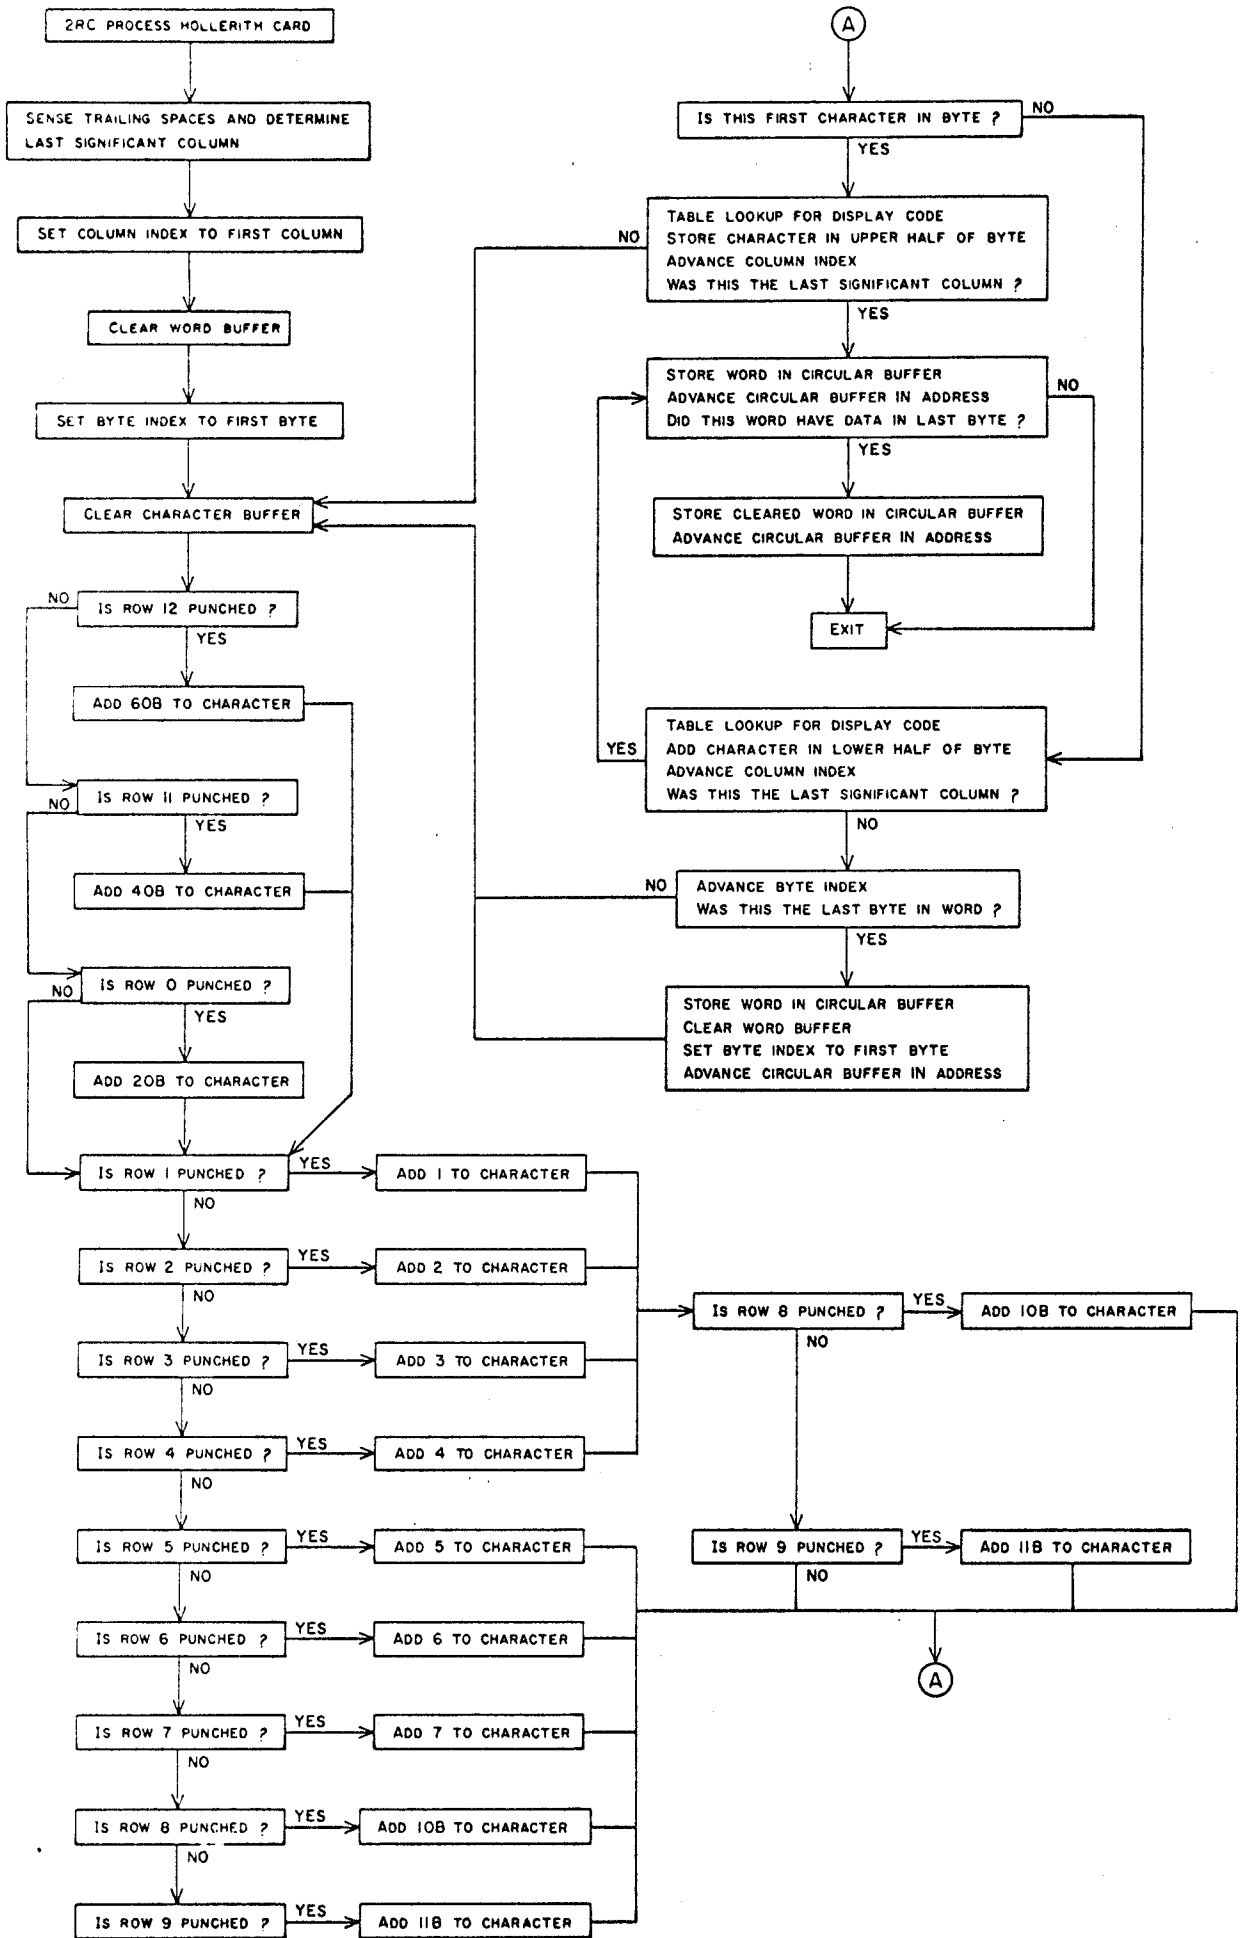 2RC PROCESS HOLLERITH CARD
SENSE TRAILING SPACES AND DETERMINE
LAST SIGNIFICANT COLUMN
SET COLUMN INDEX TO FIRST COLUMN
CLEAR WORD BUFFER
SET BYTE INDEX TO FIRST BYTE
CLEAR CHARACTER BUFFER
IS ROW 12 PUNCHED ?
NO
YES
ADD 60B TO CHARACTER
IS ROW 11 PUNCHED ?
NO
YES
ADD 40B TO CHARACTER
IS ROW 0 PUNCHED ?
NO
YES
ADD 20B TO CHARACTER
IS ROW 1 PUNCHED ?
YES
ADD 1 TO CHARACTER
NO
IS ROW 2 PUNCHED ?
YES
ADD 2 TO CHARACTER
NO
IS ROW 3 PUNCHED ?
YES
ADD 3 TO CHARACTER
NO
IS ROW 4 PUNCHED ?
YES
ADD 4 TO CHARACTER
NO
IS ROW 5 PUNCHED ?
YES
ADD 5 TO CHARACTER
NO
IS ROW 6 PUNCHED ?
YES
ADD 6 TO CHARACTER
NO
IS ROW 7 PUNCHED ?
YES
ADD 7 TO CHARACTER
NO
IS ROW 8 PUNCHED ?
YES
ADD 10B TO CHARACTER
NO
IS ROW 9 PUNCHED ?
YES
ADD 11B TO CHARACTER
IS ROW 8 PUNCHED ?
YES
ADD 10B TO CHARACTER
NO
IS ROW 9 PUNCHED ?
YES
ADD 11B TO CHARACTER
NO
A
A
IS THIS FIRST CHARACTER IN BYTE ?
NO
YES
TABLE LOOKUP FOR DISPLAY CODE
STORE CHARACTER IN UPPER HALF OF BYTE
ADVANCE COLUMN INDEX
WAS THIS THE LAST SIGNIFICANT COLUMN ?
NO
YES
STORE WORD IN CIRCULAR BUFFER
ADVANCE CIRCULAR BUFFER IN ADDRESS
DID THIS WORD HAVE DATA IN LAST BYTE ?
NO
YES
STORE CLEARED WORD IN CIRCULAR BUFFER
ADVANCE CIRCULAR BUFFER IN ADDRESS
EXIT
TABLE LOOKUP FOR DISPLAY CODE
ADD CHARACTER IN LOWER HALF OF BYTE
ADVANCE COLUMN INDEX
WAS THIS THE LAST SIGNIFICANT COLUMN ?
YES
NO
ADVANCE BYTE INDEX
WAS THIS THE LAST BYTE IN WORD ?
NO
YES
STORE WORD IN CIRCULAR BUFFER
CLEAR WORD BUFFER
SET BYTE INDEX TO FIRST BYTE
ADVANCE CIRCULAR BUFFER IN ADDRESS